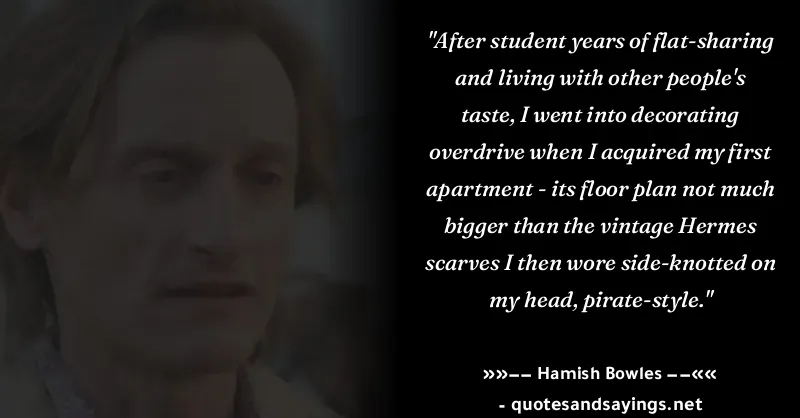 "After student years of flat-sharing
and living with other people's
taste, I went into decorating
overdrive when I acquired my first
apartment - its floor plan not much
bigger than the vintage Hermes
scarves I then wore side-knotted on
my head, pirate-style."
»»–– Hamish Bowles ––««
- quotesandsayings.net